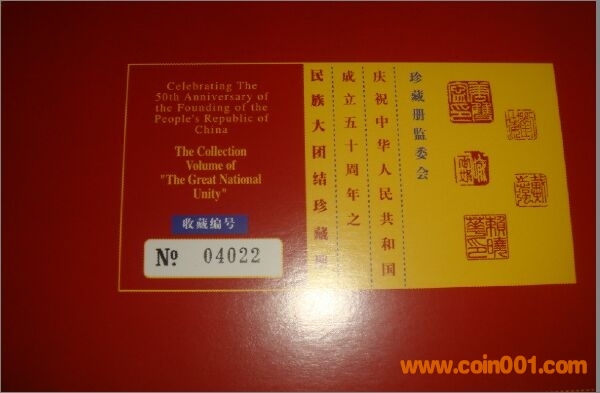 Celebrating The
50th Anniversary of
the Founding of the
People's Republic of
China
The Collection
Volume of
"The Great National
Unity"
收藏编号
No 04022
珍藏册监委会
庆祝中华人民共和国
成立五十周年之
民族大团结珍藏
www.coin001.com